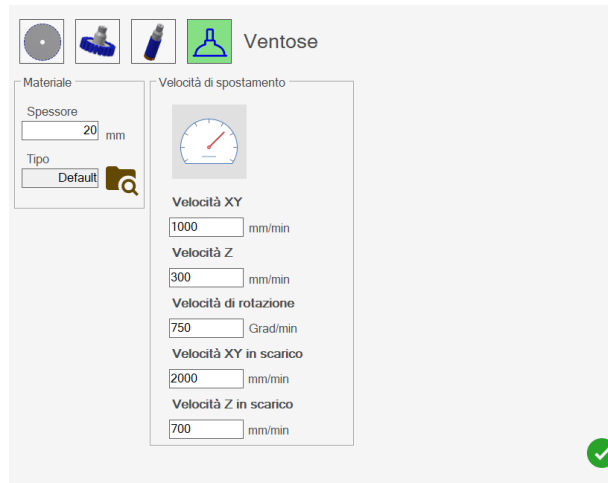 Ventose
Materiale
Spessore
20 mm
Tipo
Default
Velocità di spostamento
Velocità XY
1000 mm/min
Velocità Z
300 mm/min
Velocità di rotazione
750 Grad/min
Velocità XY in scarico
2000 mm/min
Velocità Z in scarico
700 mm/min